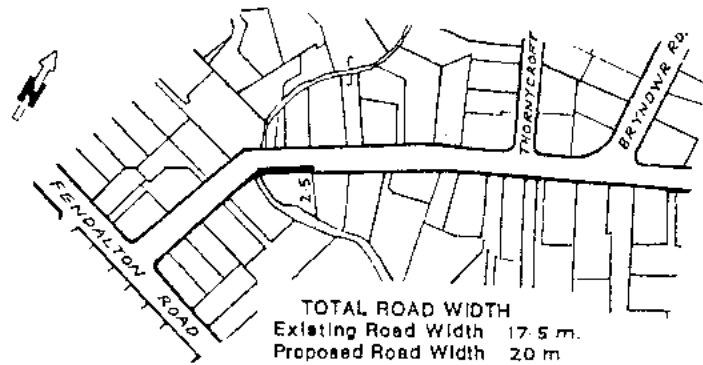 N
BRYNDWR RD.
THORNYCROFT
2.5
FENDALTON ROAD
TOTAL ROAD WIDTH
Existing Road Width 17·5 m.
Proposed Road Width 20 m